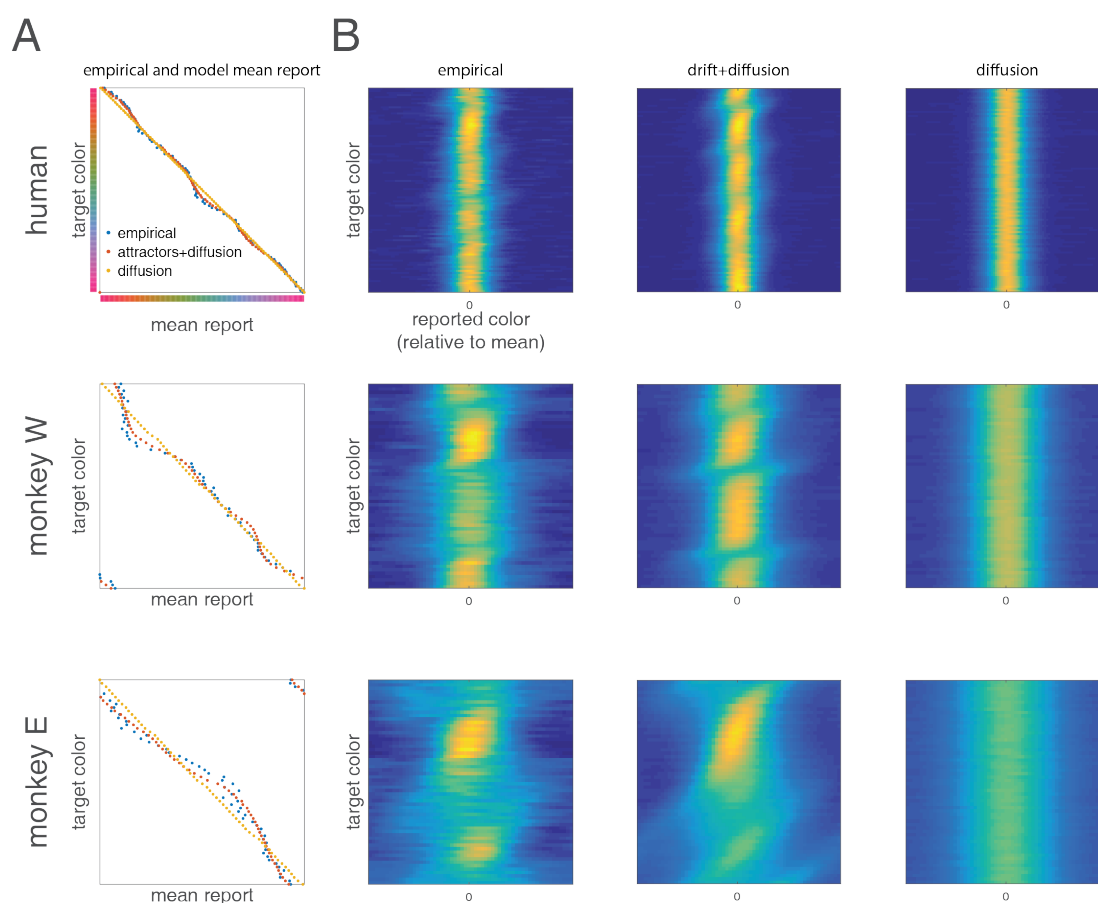 A
B
empirical and model mean report
empirical
drift+diffusion
diffusion
human
target color
empirical
attractors+diffusion
diffusion
mean report
target color
0
reported color
(relative to mean)
0
0
monkey W
target color
mean report
target color
0
0
0
monkey E
target color
mean report
target color
0
0
0